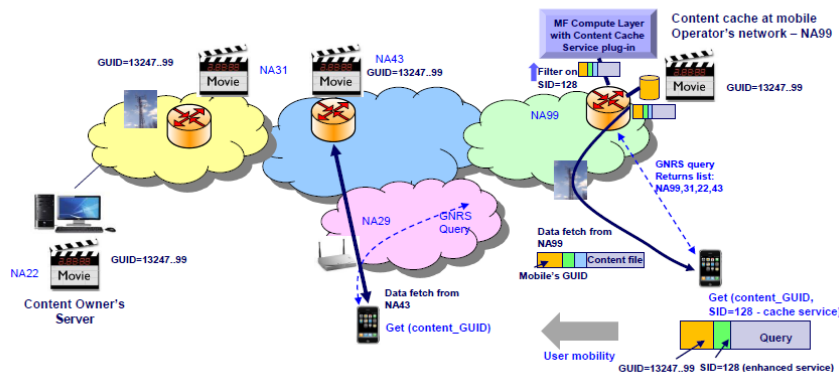 MF Compute Layer
with Content Cache
Service plug-in
Content cache at mobile
Operator's network – NA99
GUID=13247..99
NA31
Movie
NA43
GUID=13247..99
Movie
Filter on
SID=128
NA99
Movie
GUID=13247..99
GNRS query
Returns list:
NA99,31,22,43
NA29
GNRS
Query
Data fetch from
NA99
Content file
Mobile's GUID
NA22
Movie
GUID=13247..99
Content Owner's
Server
Data fetch from
NA43
Get (content_GUID)
Get (content_GUID,
SID=128 - cache service)
User mobility
Query
GUID=13247..99
SID=128 (enhanced service)